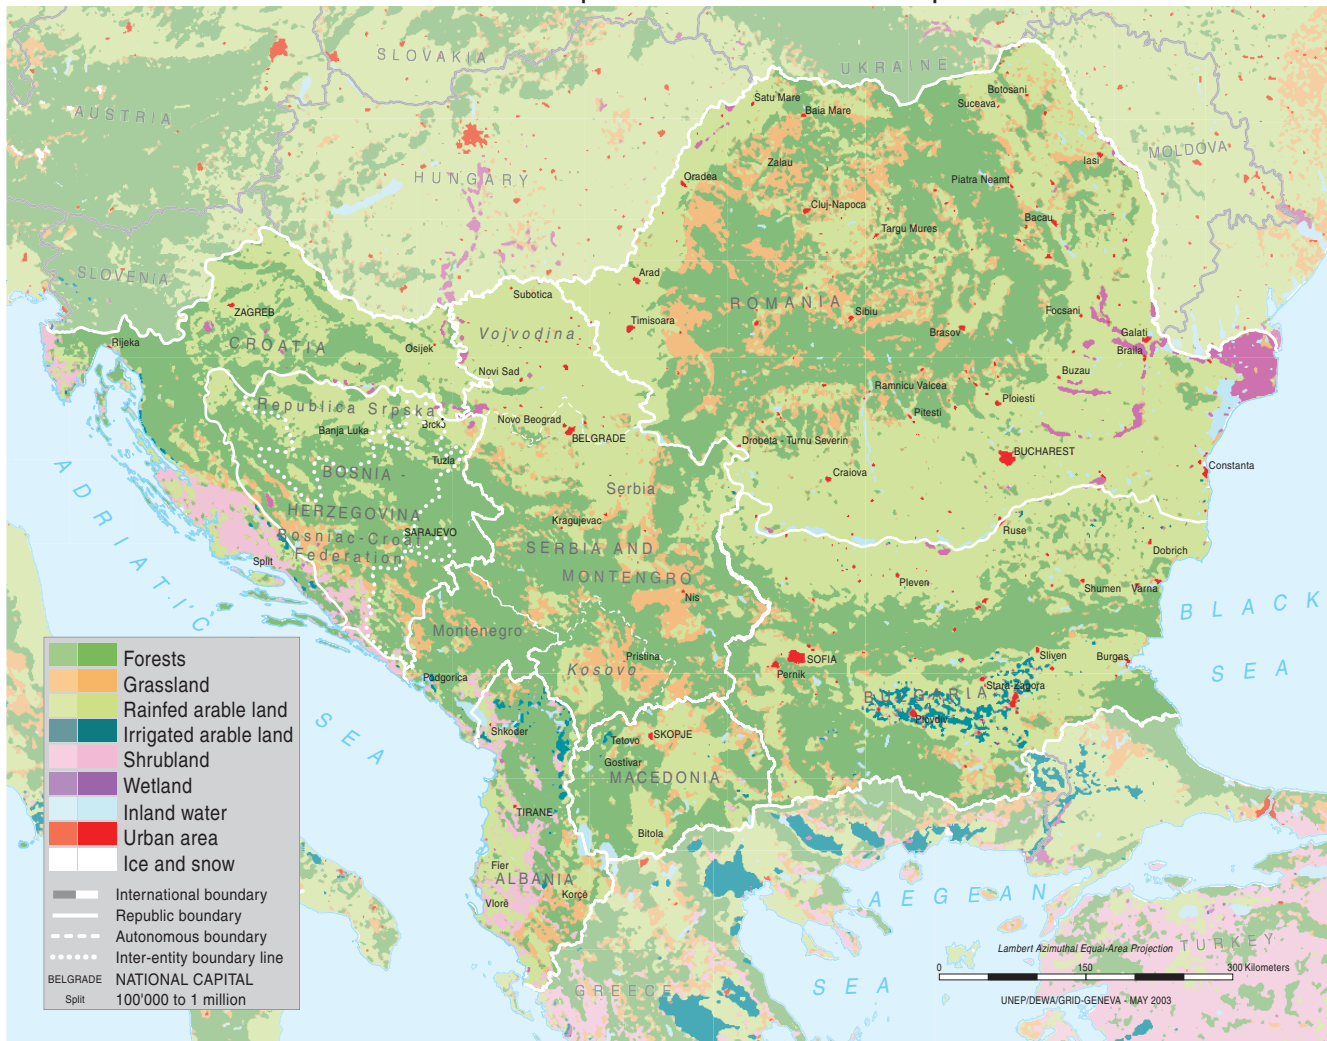 SLOVAKIA
UKRAINE
AUSTRIA
HUNGARY
MOLDOVA
SLOVENIA
Satu Mare
Baia Mare
Botosani
Suceava
Zalau
Iasi
Oradea
Piatra Neamt
Cluj-Napoca
Bacau
Targu Mures
Arad
Subotica
ROMANIA
ZAGREB
Timisoara
Sibiu
Focsani
Vojvodina
Brasov
Galati
Rijeka
CROATIA
Osijek
Braila
Novi Sad
Buzau
Ramnicu Valcea
Ploiesti
Republica Srpska
Pitesti
Banja Luka
Brcko
Novo Beograd
BELGRADE
Drobeta - Turnu Severin
BUCHAREST
Tuzla
Constanta
BOSNIA -
Craiova
Serbia
HERZEGOVINA
Kragujevac
SARAJEVO
Ruse
Bosniac-Croat
Federation
SERBIA AND
MONTENGRO
Dobrich
Split
Pleven
Shumen
Varna
Nis
ADRIATIC
SEA
BLACK
SEA
Montenegro
Pristina
SOFIA
Sliven
Burgas
Kosovo
Pernik
Podgorica
Stara-Zagora
BULGARIA
Plovdiv
Shkoder
Tetovo
SKOPJE
Gostivar
MACEDONIA
TIRANE
Bitola
Fier
ALBANIA
Korçë
Vlorë
AEGEAN
SEA
GREECE
TURKEY
Forests
Grassland
Rainfed arable land
Irrigated arable land
Shrubland
Wetland
Inland water
Urban area
Ice and snow
International boundary
Republic boundary
Autonomous boundary
Inter-entity boundary line
BELGRADE NATIONAL CAPITAL
Split 100'000 to 1 million
Lambert Azimuthal Equal-Area Projection
0 150 300 Kilometers
UNEP/DEWA/GRID-GENEVA - MAY 2003